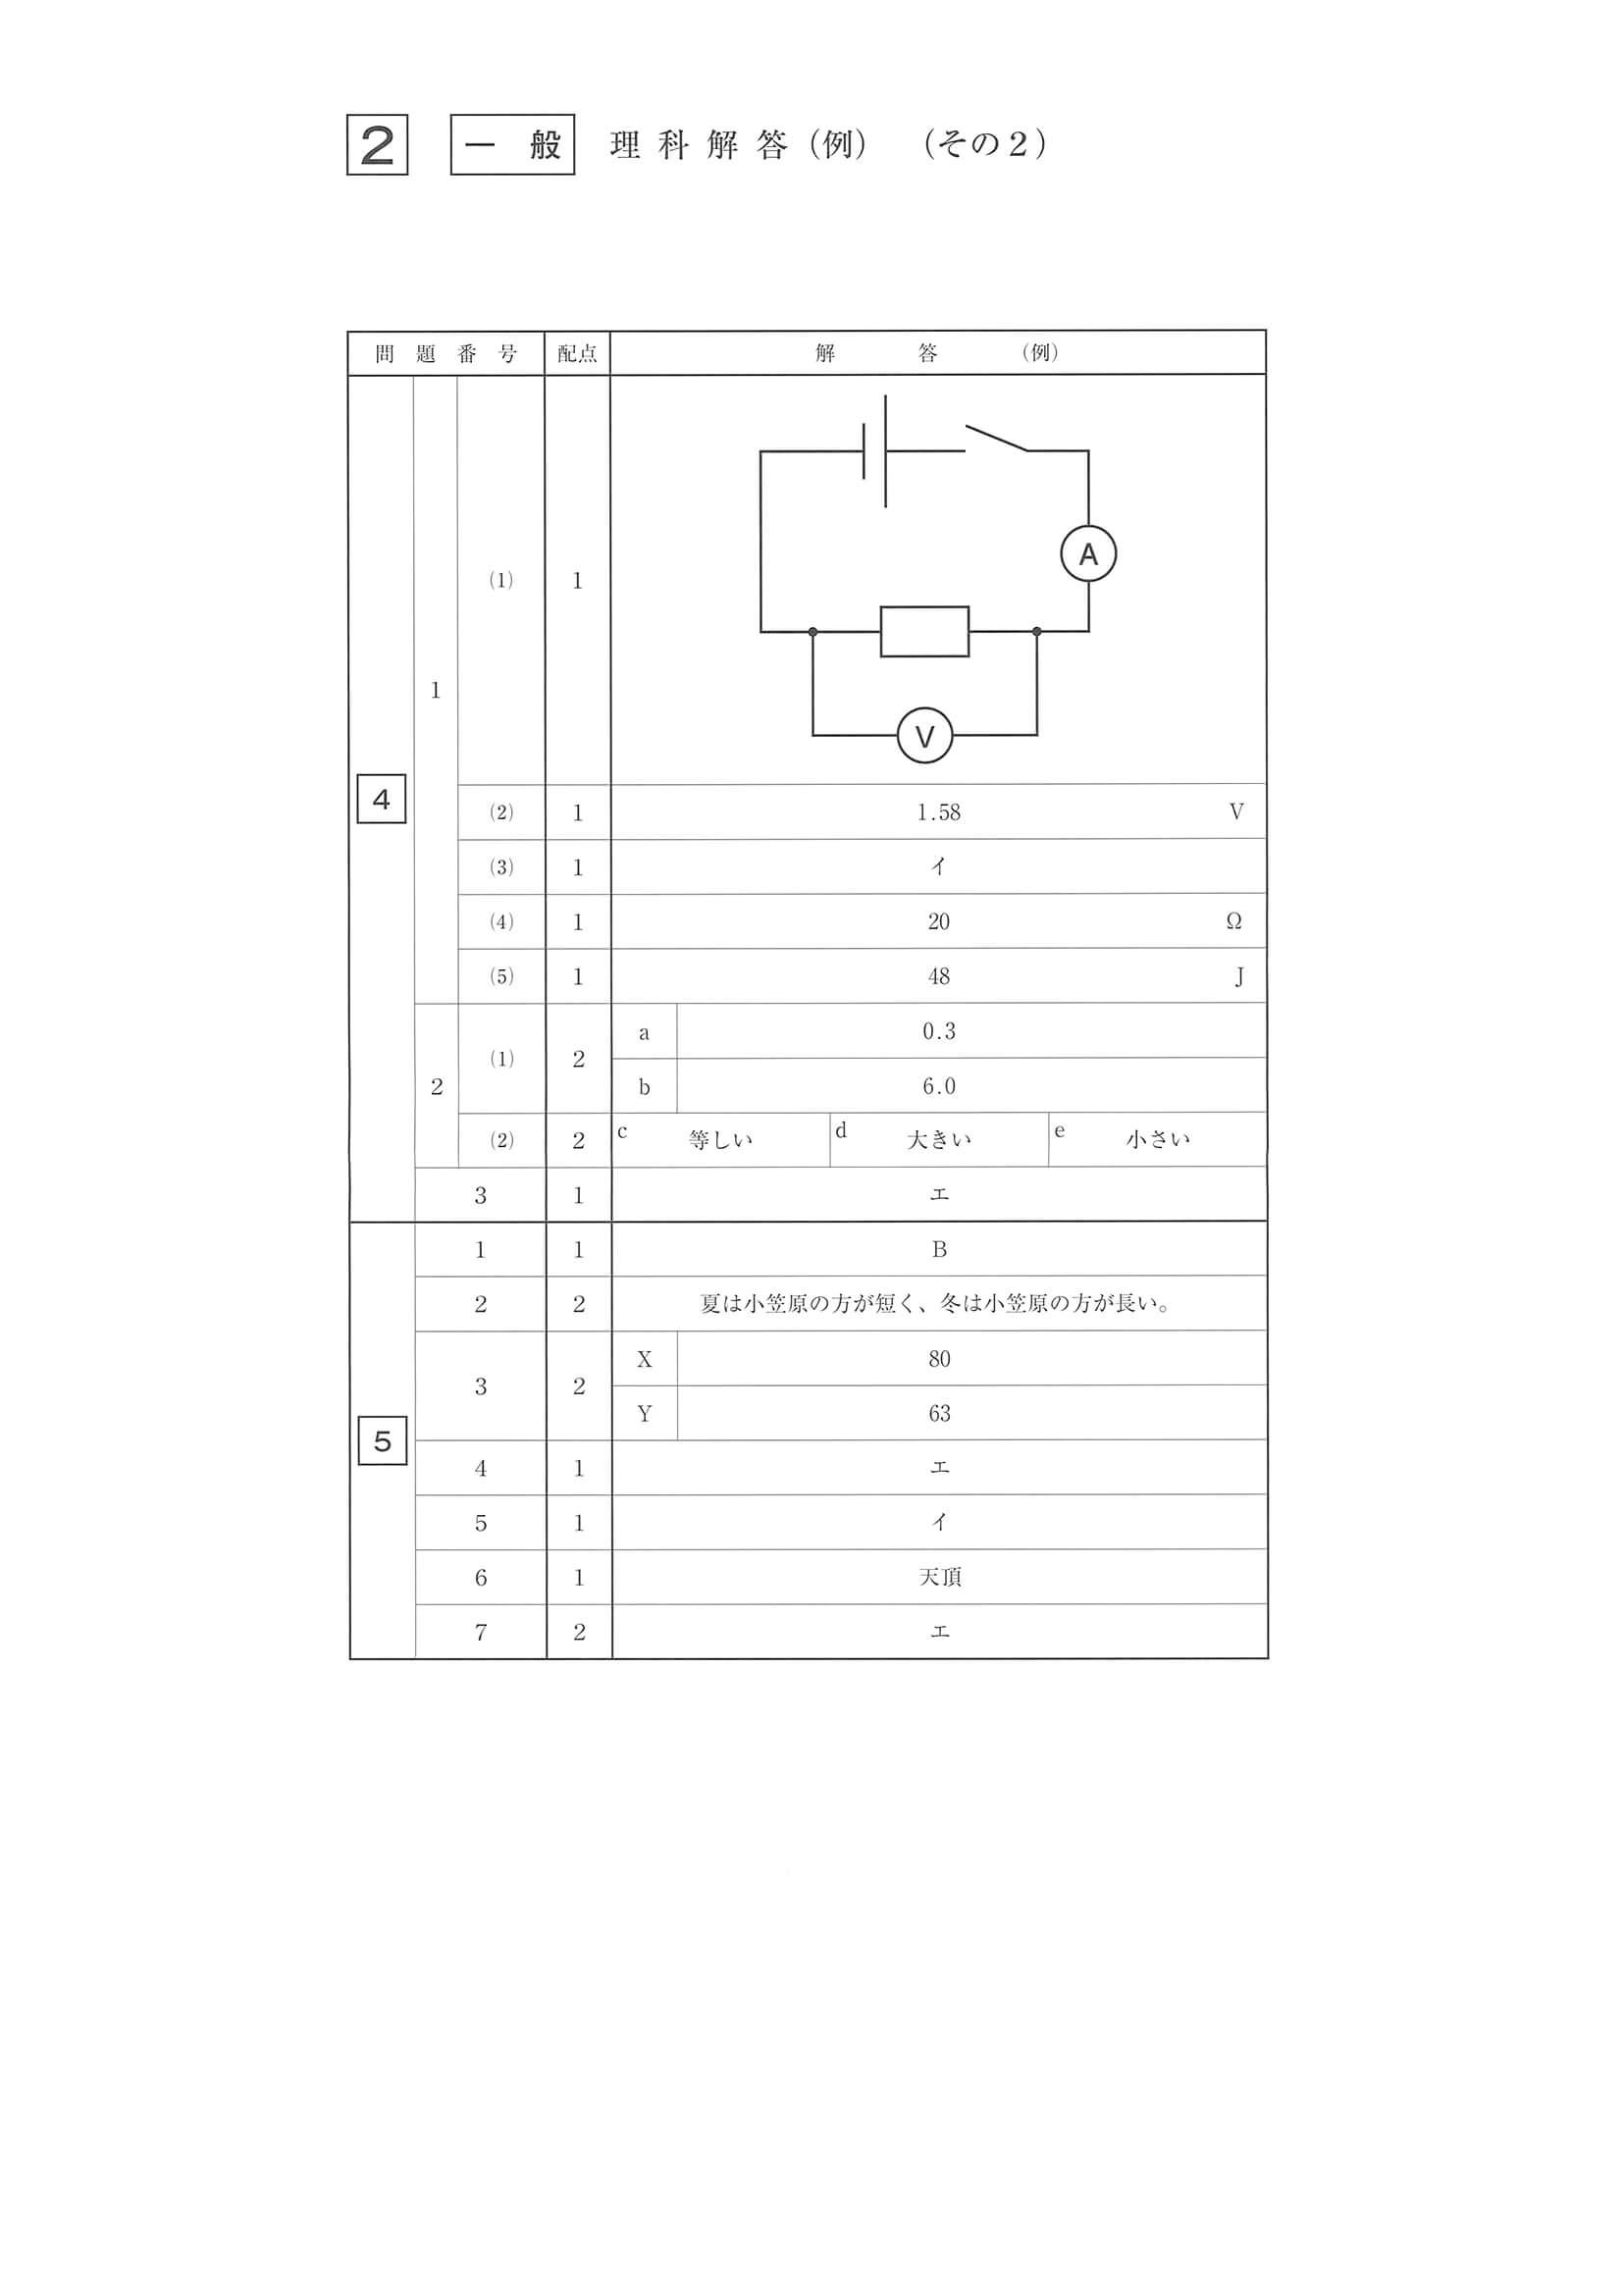 2 一般 理科解答（例） （その２）
問題番号 配点 解答（例）
4 1 (1) 1
A
V
(2) 1 1.58 V
(3) 1 イ
(4) 1 20 Ω
(5) 1 48 J
2 (1) 2 a 0.3
b 6.0
(2) 2 c 等しい d 大きい e 小さい
3 1 エ
5 1 1 B
2 2 夏は小笠原の方が短く、冬は小笠原の方が長い。
3 2 X 80
Y 63
4 1 エ
5 1 イ
6 1 天頂
7 2 エ